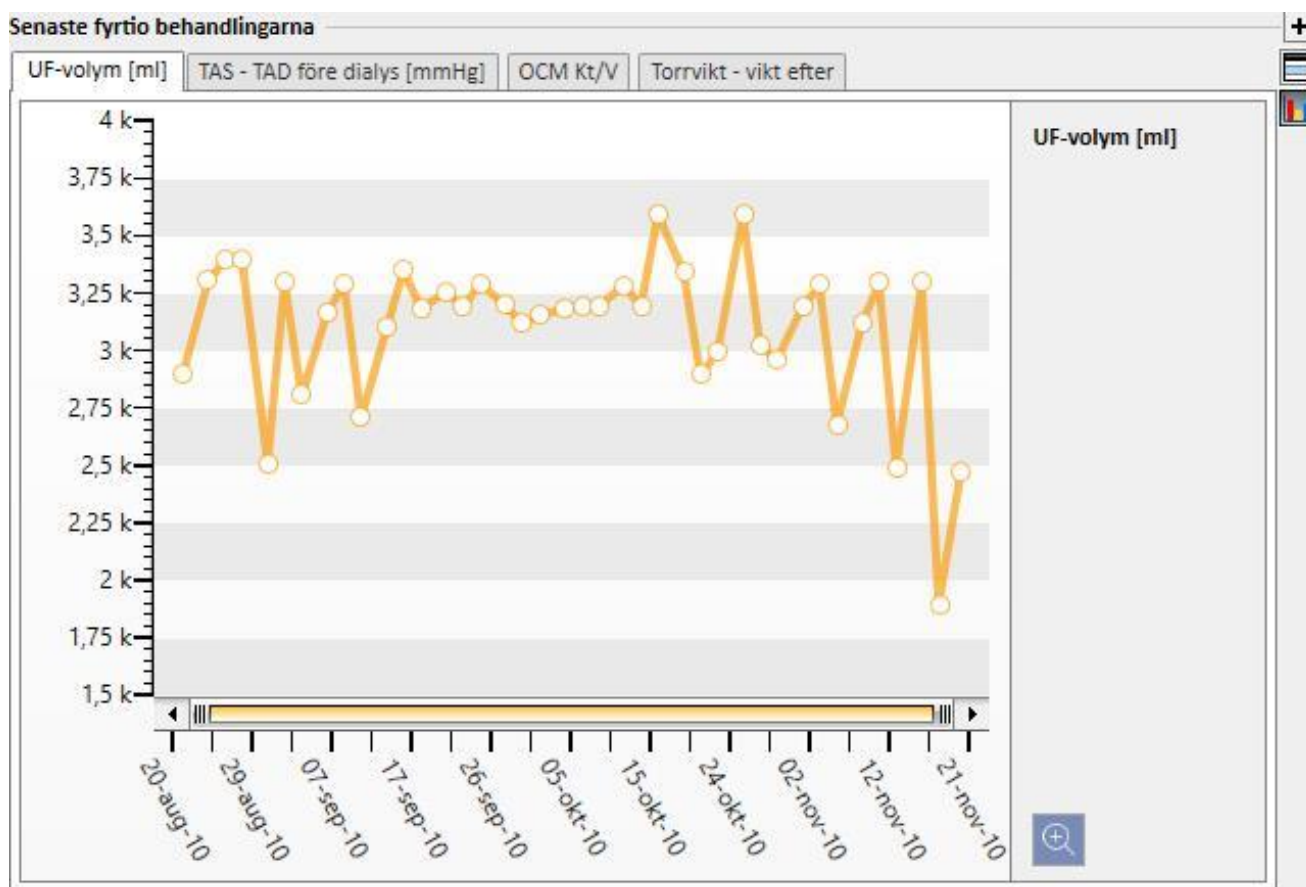 Senaste fyrtio behandlingarna
UF-volym [ml]
TAS - TAD före dialys [mmHg]
OCM Kt/V
Torrvikt - vikt efter
4 k
3,75 k
3,5 k
3,25 k
3 k
2,75 k
2,5 k
2,25 k
2 k
1,75 k
1,5 k
UF-volym [ml]
20-aug-10
29-aug-10
07-sep-10
17-sep-10
26-sep-10
05-okt-10
15-okt-10
24-okt-10
02-nov-10
12-nov-10
21-nov-10